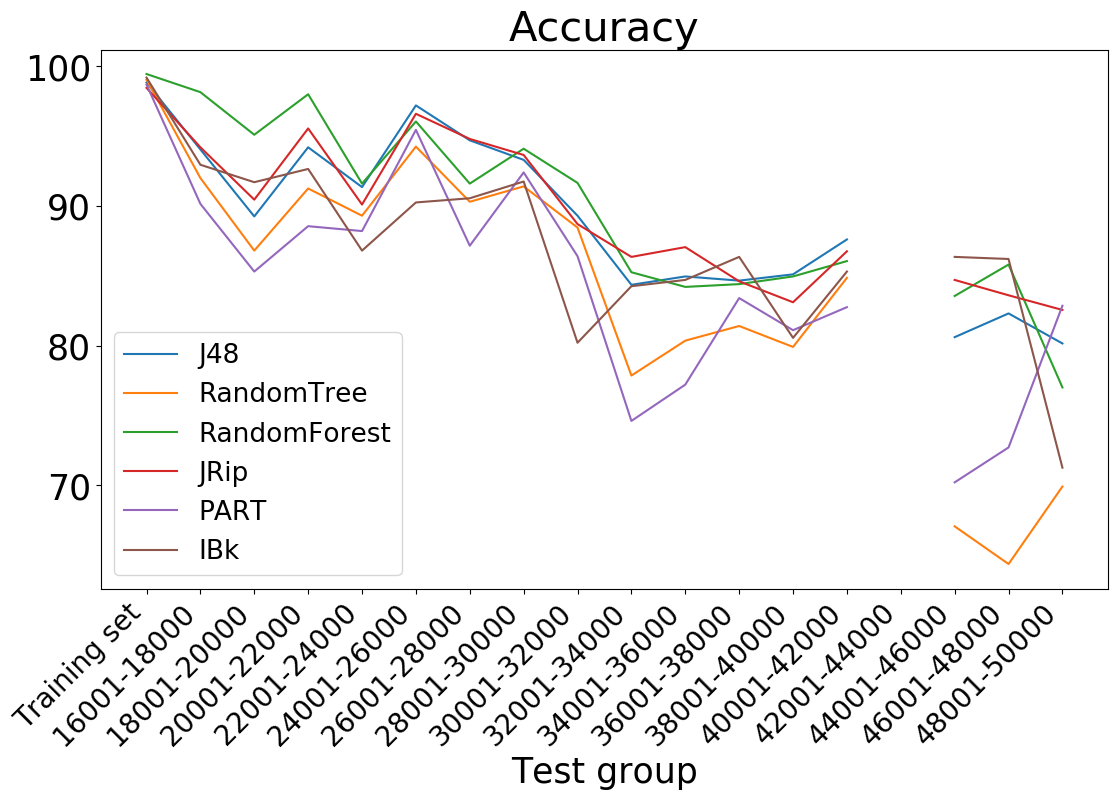 Accuracy
100
90
80
70
J48
RandomTree
RandomForest
JRip
PART
IBk
Training set
16001-18000
18001-20000
20001-22000
22001-24000
24001-26000
26001-28000
28001-30000
30001-32000
32001-34000
34001-36000
36001-38000
38001-40000
40001-42000
42001-44000
44001-46000
46001-48000
48001-50000
Test group